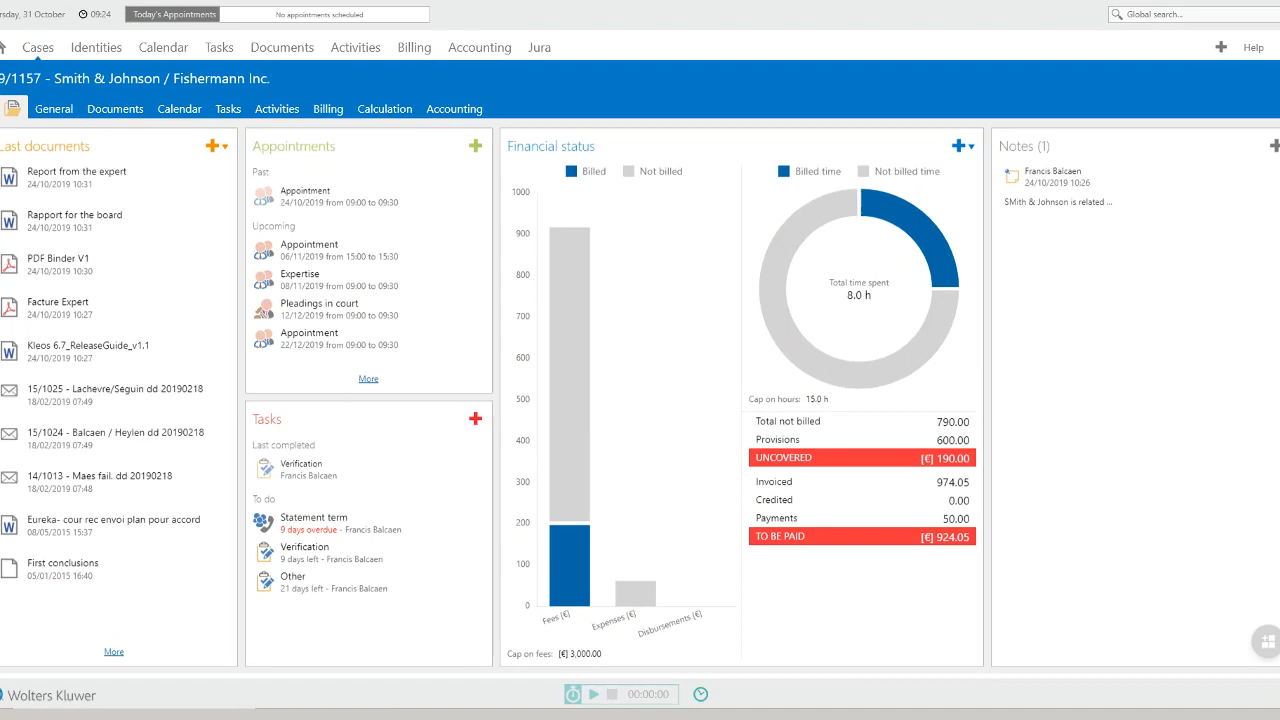 rsday, 31 October 09:24 Today's Appointments No appointments scheduled Global search...
Cases Identities Calendar Tasks Documents Activities Billing Accounting Jura Help
9/1157 - Smith & Johnson / Fishermann Inc.
General Documents Calendar Tasks Activities Billing Calculation Accounting
Last documents
Report from the expert
24/10/2019 10:31
Rapport for the board
24/10/2019 10:31
PDF Binder V1
24/10/2019 10:30
Facture Expert
24/10/2019 10:27
Kleos 6.7_ReleaseGuide_v1.1
24/10/2019 10:27
15/1025 - Lachevre/Seguin dd 20190218
18/02/2019 07:49
15/1024 - Balcaen / Heylen dd 20190218
18/02/2019 07:49
14/1013 - Maes fail. dd 20190218
18/02/2019 07:48
Eureka- cour rec envoi plan pour accord
08/05/2015 15:37
First conclusions
05/01/2015 16:40
More
Appointments
Past
Appointment
24/10/2019 from 09:00 to 09:30
Upcoming
Appointment
06/11/2019 from 15:00 to 15:30
Expertise
08/11/2019 from 09:00 to 09:30
Pleadings in court
12/12/2019 from 09:00 to 09:30
Appointment
22/12/2019 from 09:00 to 09:30
More
Tasks
Last completed
Verification
Francis Balcaen
To do
Statement term
9 days overdue - Francis Balcaen
Verification
9 days left - Francis Balcaen
Other
21 days left - Francis Balcaen
Financial status
Billed Not billed
1000
900
800
700
600
500
400
300
200
100
0
Fees [€] Expenses [€] Disbursements [€]
Cap on fees: [€] 3,000.00
Billed time Not billed time
Total time spent
8.0 h
Cap on hours: 15.0 h
Total not billed 790.00
Provisions 600.00
UNCOVERED [€] 190.00
Invoiced 974.05
Credited 0.00
Payments 50.00
TO BE PAID [€] 924.05
Notes (1)
Francis Balcaen
24/10/2019 10:26
SMith & Johnson is related ...
Wolters Kluwer 00:00:00